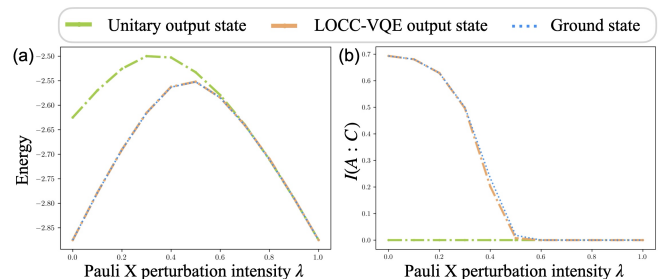 Unitary output state LOCC-VQE output state Ground state
(a)
Energy
−2.50
−2.55
−2.60
−2.65
−2.70
−2.75
−2.80
−2.85
0.0 0.2 0.4 0.6 0.8 1.0
Pauli X perturbation intensity λ
(b)
I(A : C)
0.7
0.6
0.5
0.4
0.3
0.2
0.1
0.0
0.0 0.2 0.4 0.6 0.8 1.0
Pauli X perturbation intensity λ